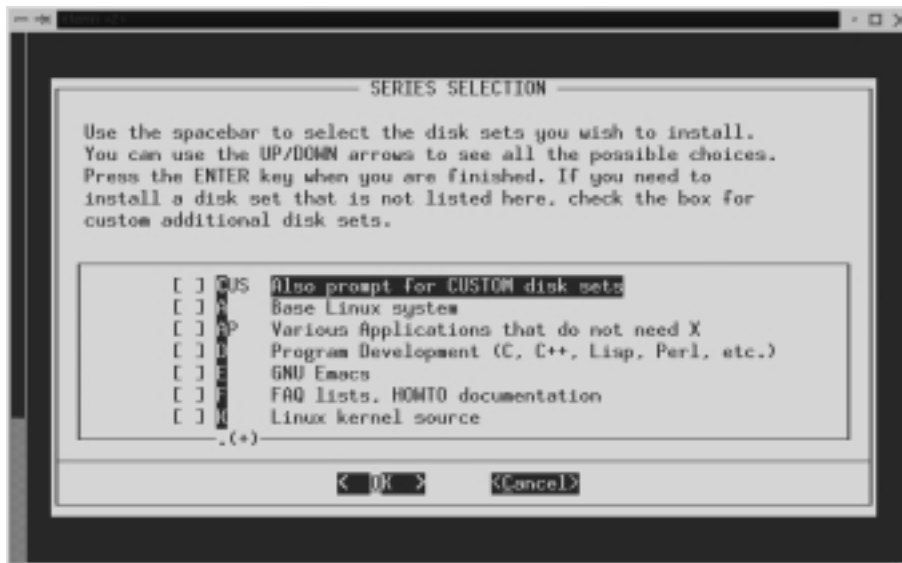 SERIES SELECTION
Use the spacebar to select the disk sets you wish to install.
You can use the UP/DOWN arrows to see all the possible choices.
Press the ENTER key when you are finished. If you need to
install a disk set that is not listed here, check the box for
custom additional disk sets.
[ ] CUS Also prompt for CUSTOM disk sets
[ ] A Base Linux system
[ ] AP Various Applications that do not need X
[ ] D Program Development (C, C++, Lisp, Perl, etc.)
[ ] E GNU Emacs
[ ] F FAQ lists, HOWTO documentation
[ ] K Linux kernel source
.(+)
< OK > <Cancel>